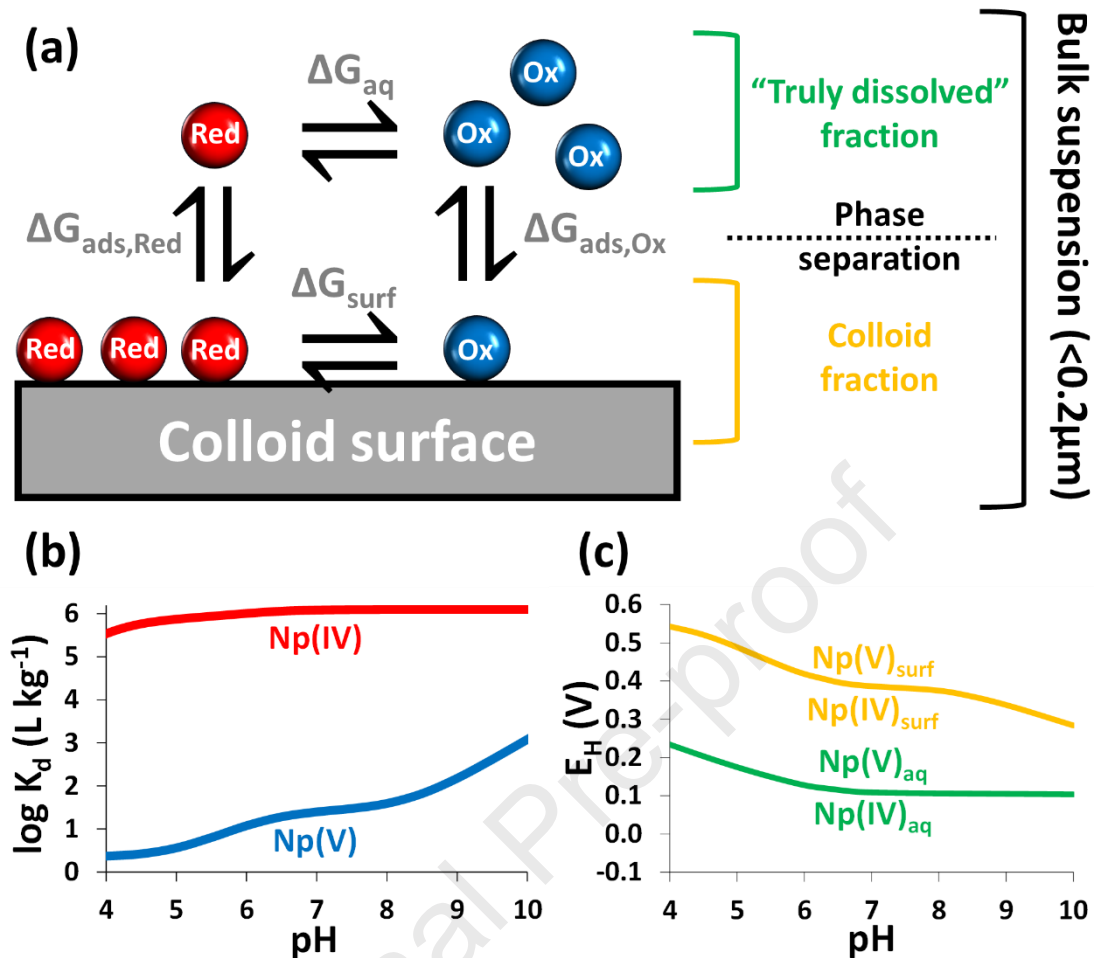 (a)
ΔGaq
Red
Ox
Ox
Ox
ΔGads,Red
ΔGads,Ox
ΔGsurf
Red
Red
Red
Ox
Colloid surface
"Truly dissolved"
fraction
Phase
separation
Colloid
fraction
Bulk suspension (<0.2µm)
(b)
log Kd (L kg⁻¹)
6
5
4
3
2
1
0
Np(IV)
Np(V)
4 5 6 7 8 9 10
pH
(c)
EH (V)
0.6
0.5
0.4
0.3
0.2
0.1
0.0
-0.1
Np(V)surf
Np(IV)surf
Np(V)aq
Np(IV)aq
4 5 6 7 8 9 10
pH
al Pre-proof